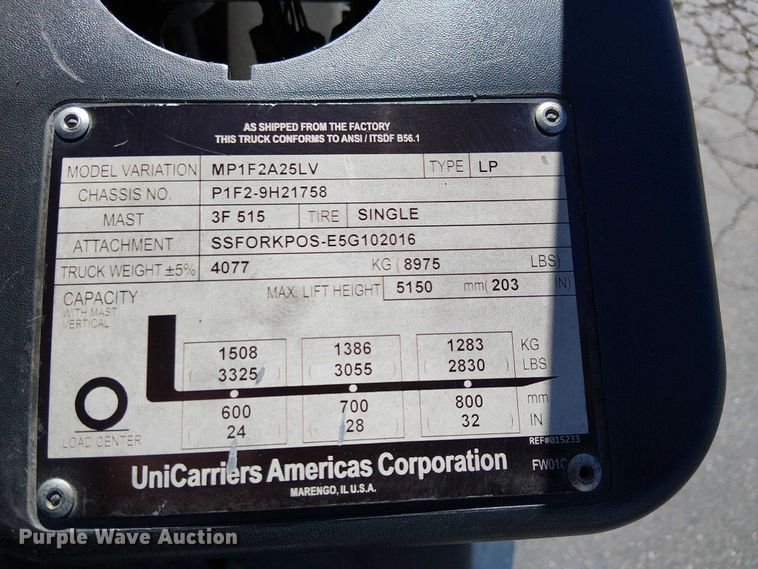 AS SHIPPED FROM THE FACTORY
THIS TRUCK CONFORMS TO ANSI / ITSDF B56.1
MODEL VARIATION MP1F2A25LV TYPE LP
CHASSIS NO. P1F2-9H21758
MAST 3F 515 TIRE SINGLE
ATTACHMENT SSFORKPOS-E5G102016
TRUCK WEIGHT ±5% 4077 KG ( 8975 LBS)
CAPACITY MAX. LIFT HEIGHT 5150 mm( 203 IN)
WITH MAST
VERTICAL
1508 1386 1283 KG
( 3325 ) ( 3055 ) ( 2830 ) LBS
600 700 800 mm
( 24 ) ( 28 ) ( 32 ) IN
LOAD CENTER
REF#015233
UniCarriers Americas Corporation FW01C
MARENGO, IL U.S.A.
Purple Wave Auction